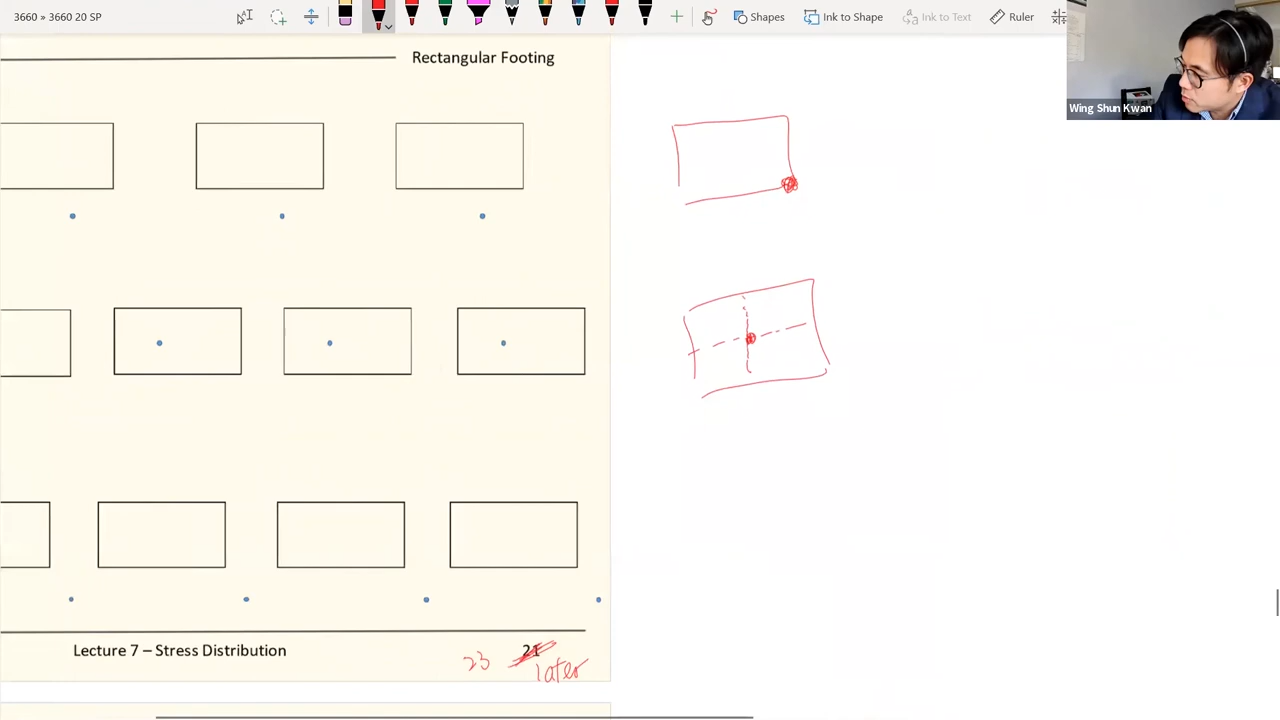 3660 » 3660 20 SP
Shapes
Ink to Shape
Ink to Text
Ruler
Wing Shun Kwan
Rectangular Footing
Lecture 7 – Stress Distribution
21
23
later